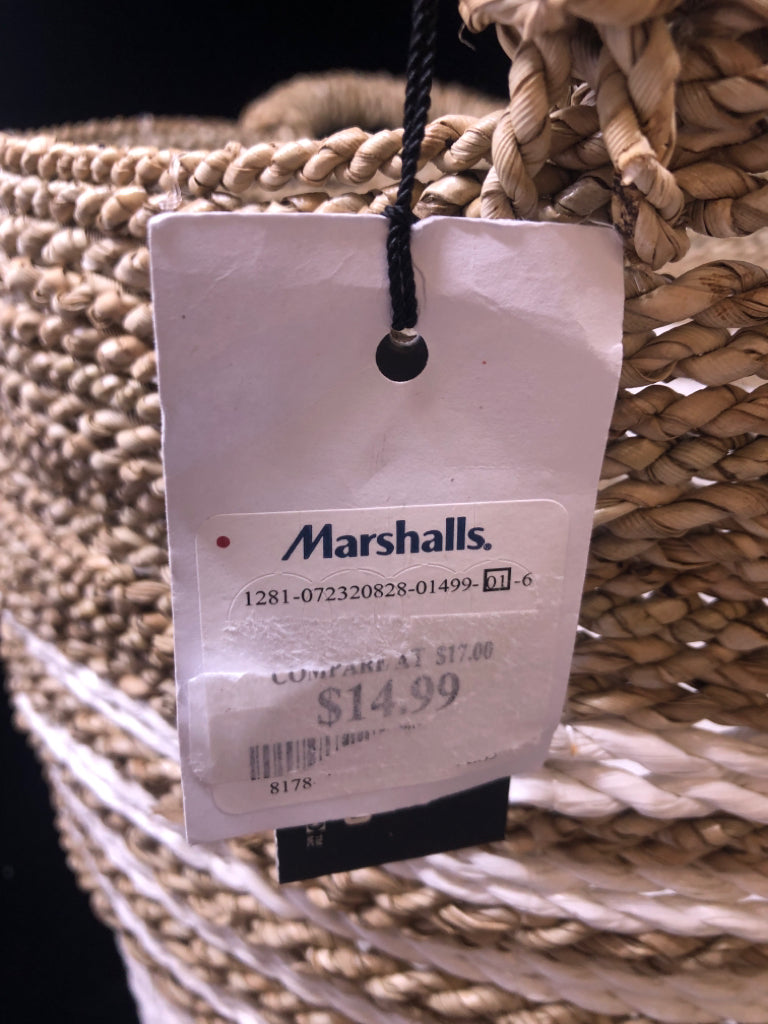 Marshalls.
1281-072320828-01499-01-6
COMPARE AT $17.00
$14.99
8178